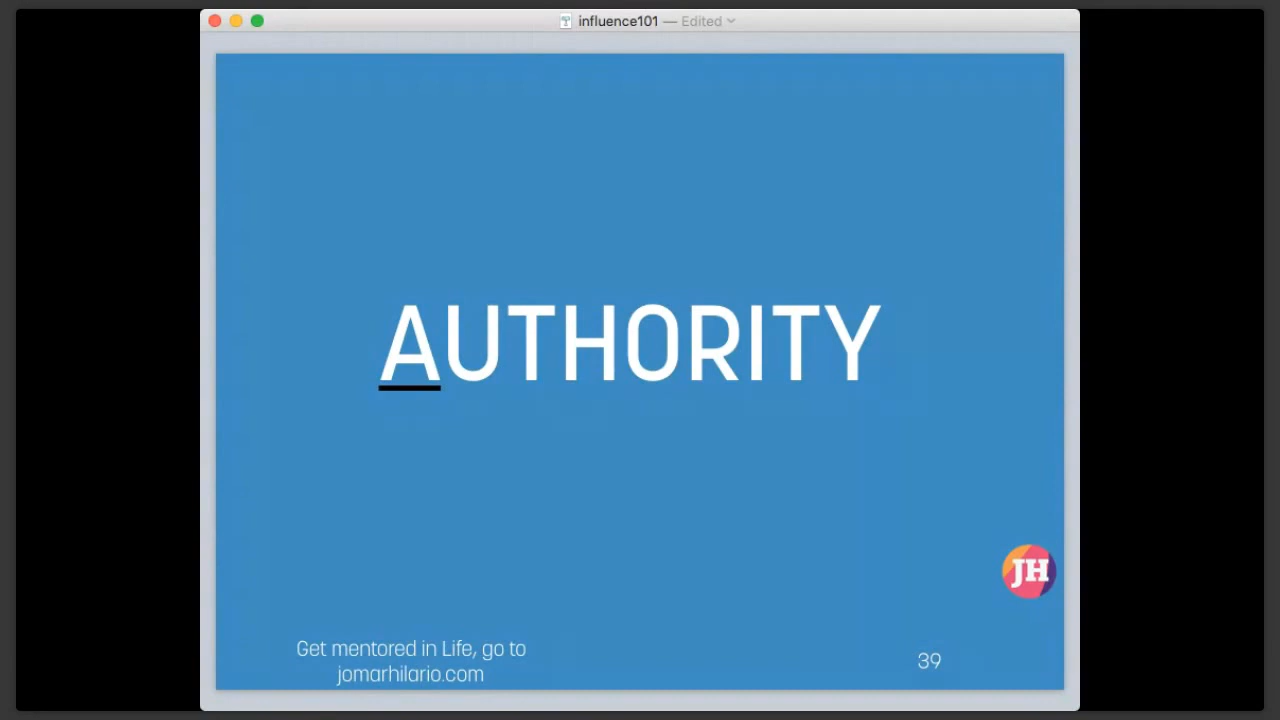 influence101 — Edited
AUTHORITY
JH
Get mentored in Life, go to
jomarhilario.com
39